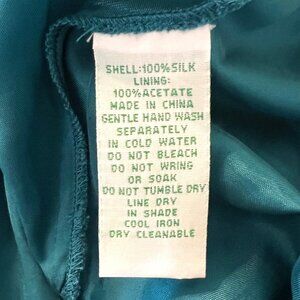 SHELL:100%SILK
LINING:
100%ACETATE
MADE IN CHINA
GENTLE HAND WASH
SEPARATELY
IN COLD WATER
DO NOT BLEACH
DO NOT WRING
OR SOAK
DO NOT TUMBLE DRY
LINE DRY
IN SHADE
COOL IRON
DRY CLEANABLE